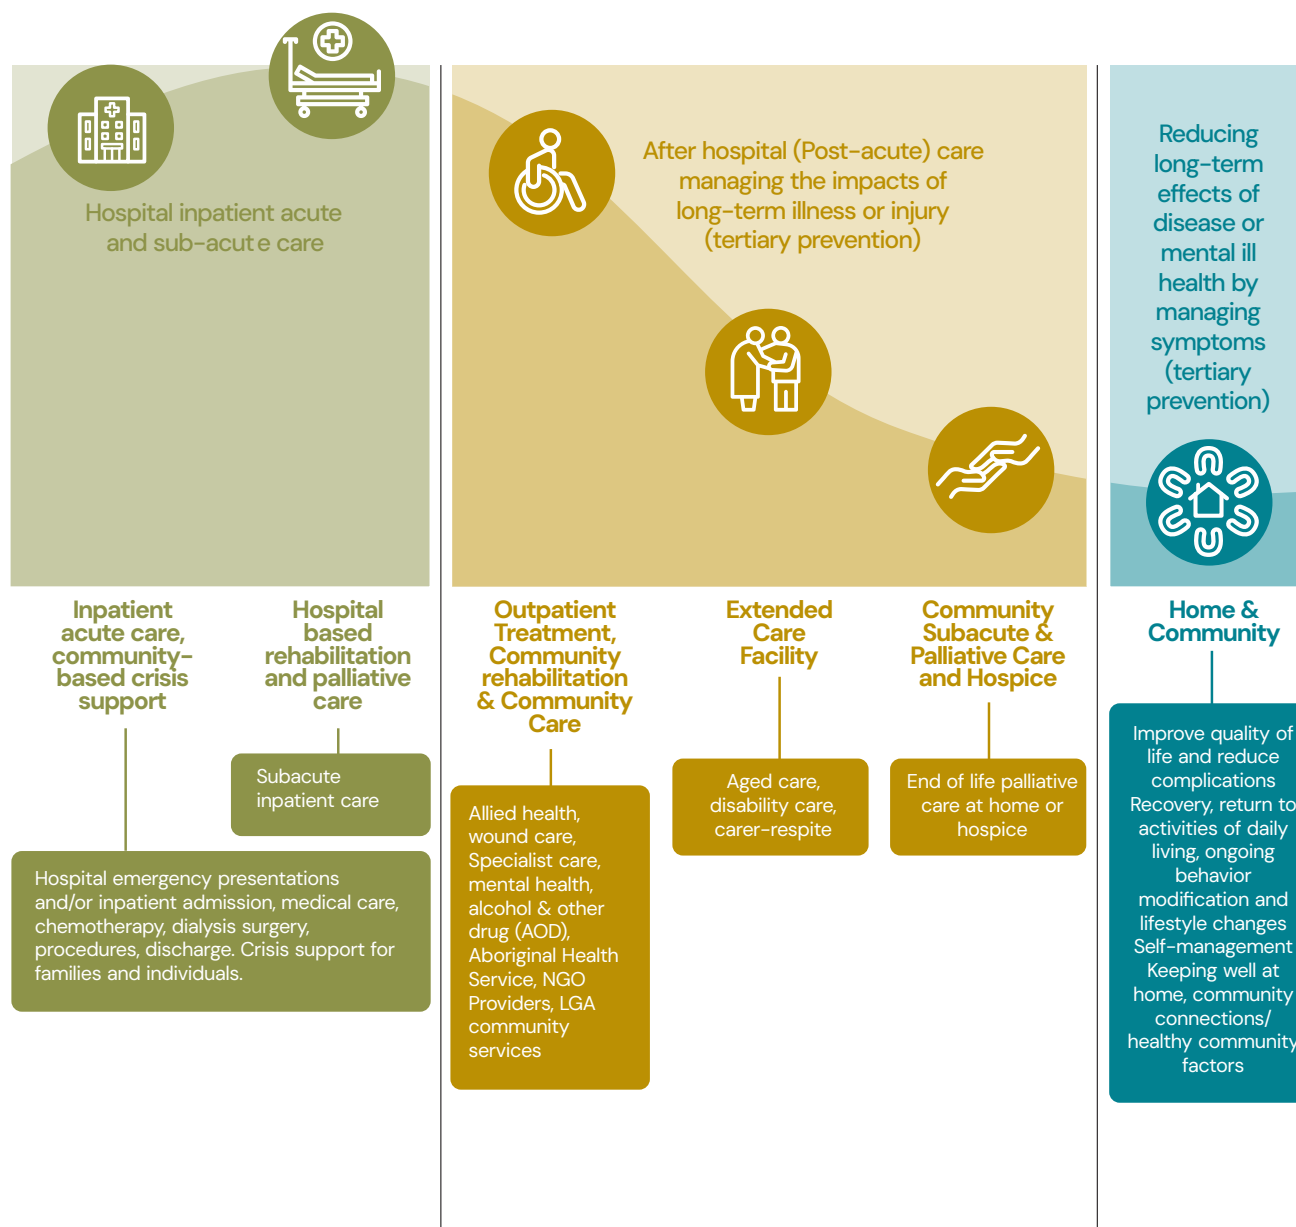 Hospital inpatient acute
and sub-acute care
After hospital (Post-acute) care
managing the impacts of
long-term illness or injury
(tertiary prevention)
Reducing
long-term
effects of
disease or
mental ill
health by
managing
symptoms
(tertiary
prevention)
Inpatient
acute care,
community-
based crisis
support
Hospital
based
rehabilitation
and palliative
care
Outpatient
Treatment,
Community
rehabilitation
& Community
Care
Extended
Care
Facility
Community
Subacute &
Palliative Care
and Hospice
Home &
Community
Subacute
inpatient care
Hospital emergency presentations
and/or inpatient admission, medical care,
chemotherapy, dialysis surgery,
procedures, discharge. Crisis support for
families and individuals.
Allied health,
wound care,
Specialist care,
mental health,
alcohol & other
drug (AOD),
Aboriginal Health
Service, NGO
Providers, LGA
community
services
Aged care,
disability care,
carer-respite
End of life palliative
care at home or
hospice
Improve quality of
life and reduce
complications
Recovery, return to
activities of daily
living, ongoing
behavior
modification and
lifestyle changes
Self-management
Keeping well at
home, community
connections/
healthy community
factors